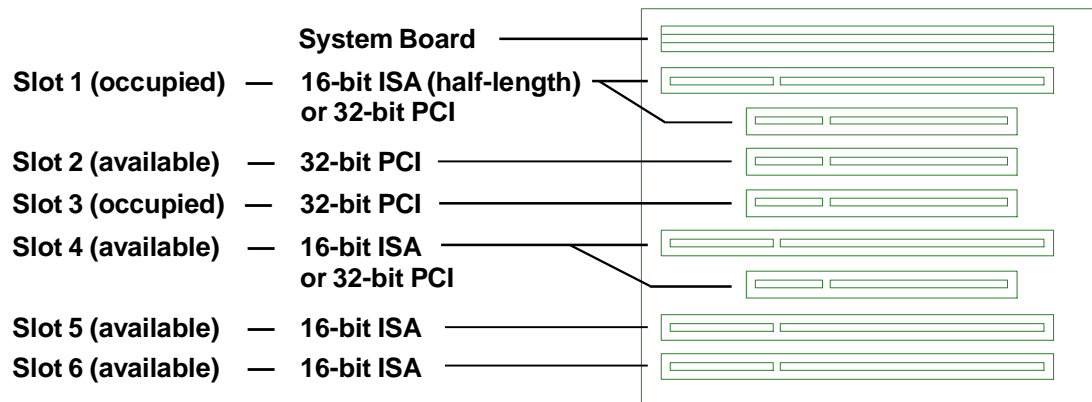 System Board
Slot 1 (occupied) — 16-bit ISA (half-length)
or 32-bit PCI
Slot 2 (available) — 32-bit PCI
Slot 3 (occupied) — 32-bit PCI
Slot 4 (available) — 16-bit ISA
or 32-bit PCI
Slot 5 (available) — 16-bit ISA
Slot 6 (available) — 16-bit ISA